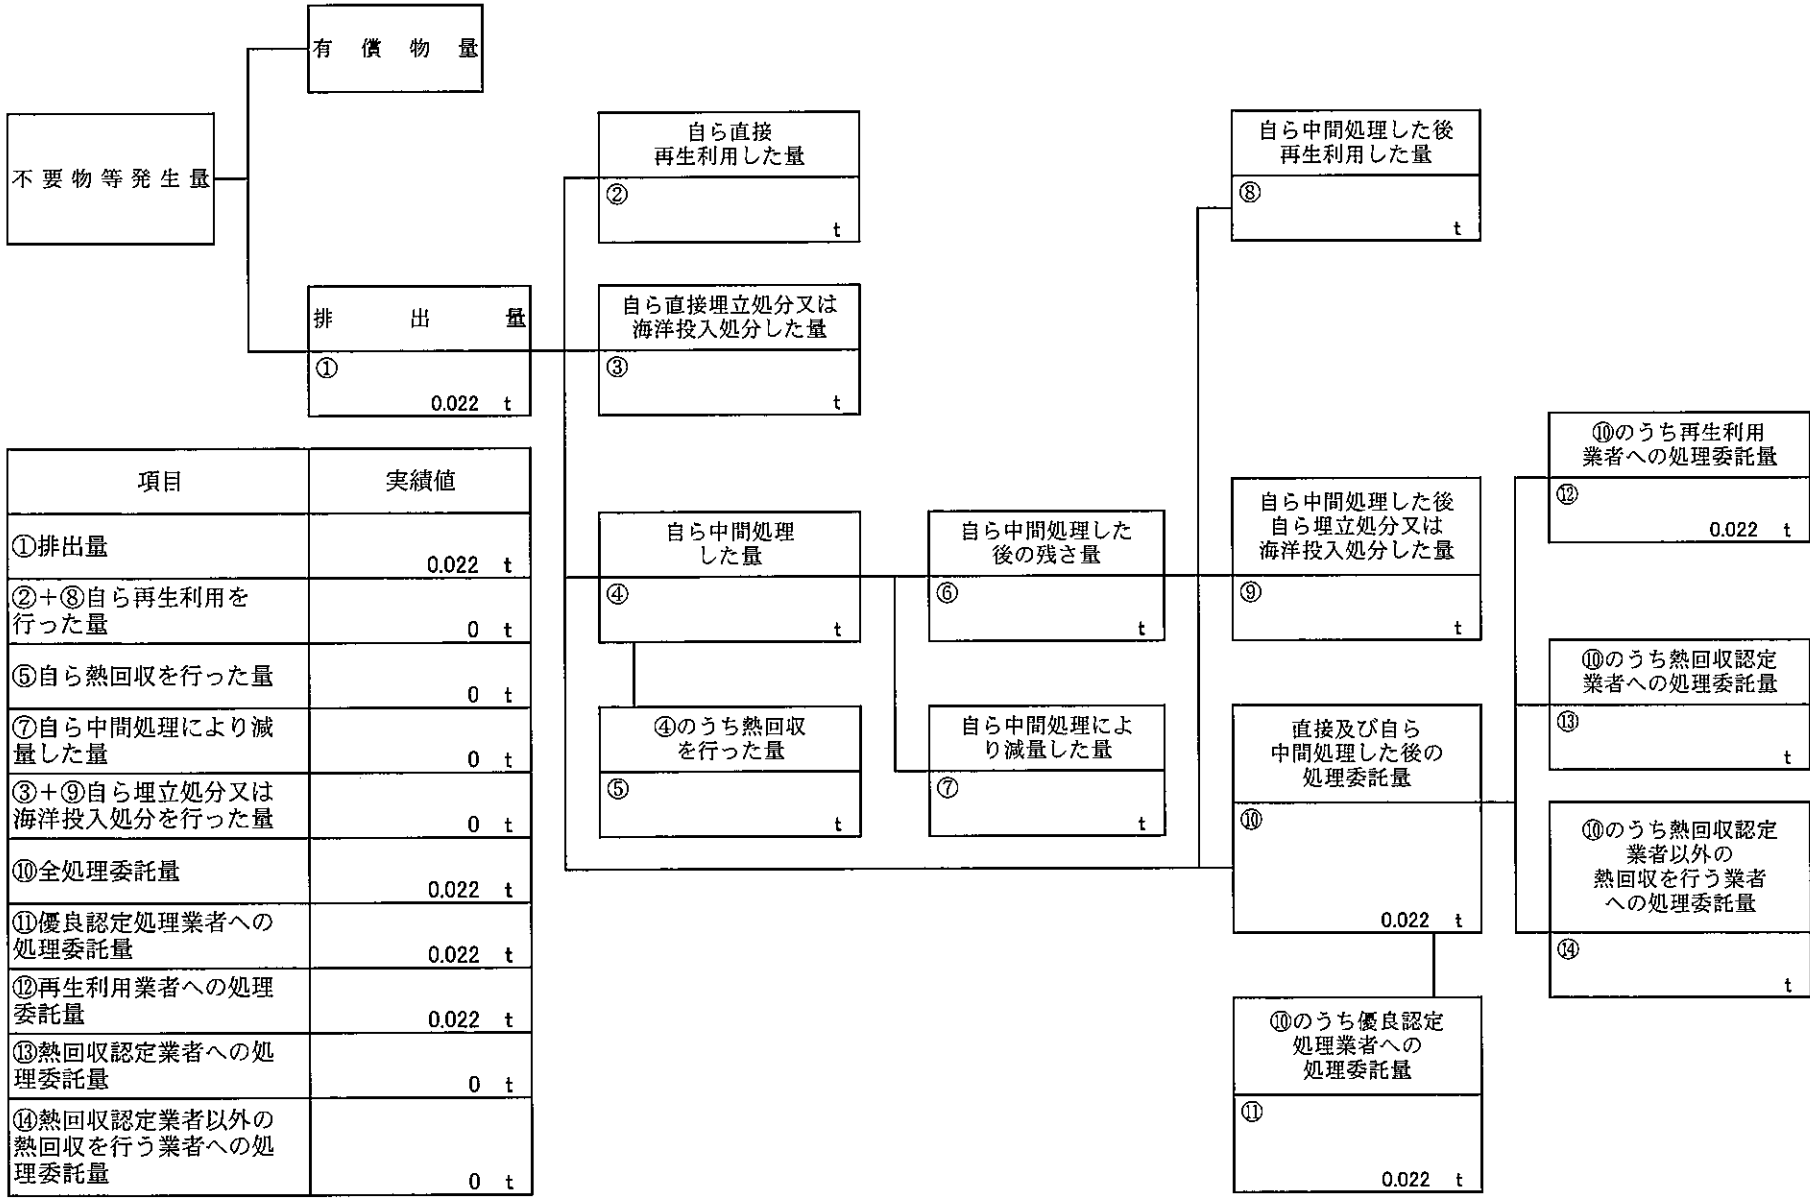 有償物量
不要物等発生量
排出量
①
0.022 t
自ら直接
再生利用した量
②
t
自ら直接埋立処分又は
海洋投入処分した量
③
t
自ら中間処理
した量
④
t
④のうち熱回収
を行った量
⑤
t
自ら中間処理した
後の残さ量
⑥
t
自ら中間処理によ
り減量した量
⑦
t
自ら中間処理した後
再生利用した量
⑧
t
自ら中間処理した後
自ら埋立処分又は
海洋投入処分した量
⑨
t
直接及び自ら
中間処理した後の
処理委託量
⑩
0.022 t
⑩のうち優良認定
処理業者への
処理委託量
⑪
0.022 t
⑩のうち再生利用
業者への処理委託量
⑫
0.022 t
⑩のうち熱回収認定
業者への処理委託量
⑬
t
⑩のうち熱回収認定
業者以外の
熱回収を行う業者
への処理委託量
⑭
t
項目 実績値
①排出量
0.022 t
②+⑧自ら再生利用を
行った量
0 t
⑤自ら熱回収を行った量
0 t
⑦自ら中間処理により減
量した量
0 t
③+⑨自ら埋立処分又は
海洋投入処分を行った量
0 t
⑩全処理委託量
0.022 t
⑪優良認定処理業者への
処理委託量
0.022 t
⑫再生利用業者への処理
委託量
0.022 t
⑬熱回収認定業者への処
理委託量
0 t
⑭熱回収認定業者以外の
熱回収を行う業者への処
理委託量
0 t